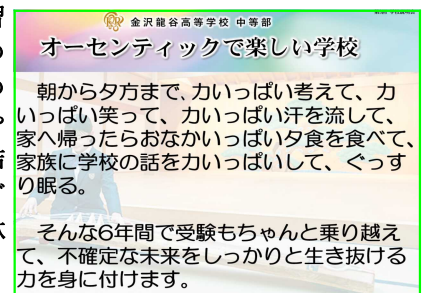 金沢龍谷高等学校 中等部
オーセンティックで楽しい学校
朝から夕方まで、力いっぱい考えて、力
いっぱい笑って、力いっぱい汗を流して、
家へ帰ったらおなかいっぱい夕食を食べて、
家族に学校の話を力いっぱいして、ぐっす
り眠る。
そんな6年間で受験もちゃんと乗り越え
て、不確定な未来をしっかりと生き抜ける
力を身に付けます。